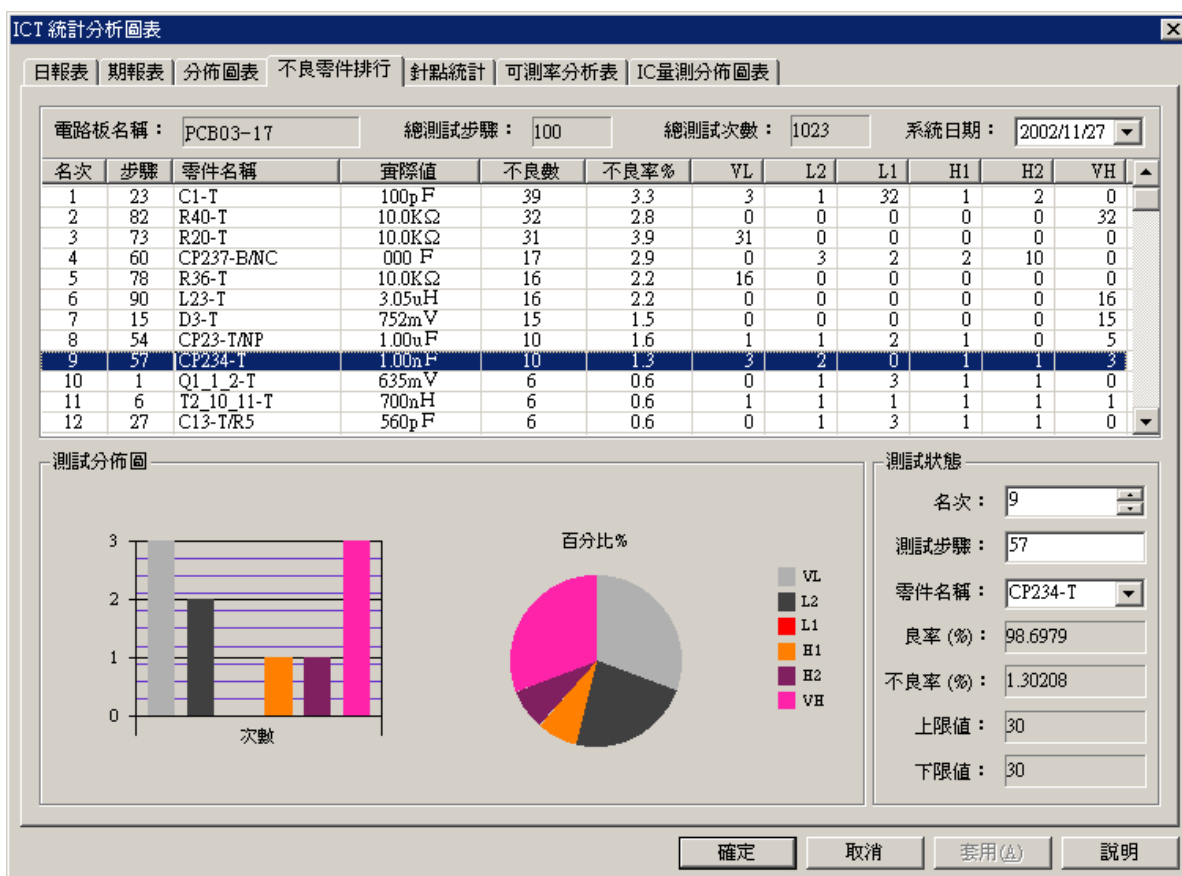 ICT 統計分析圖表
日報表 期報表 分佈圖表 不良零件排行 針點統計 可測率分析表 IC量測分佈圖表
電路板名稱： PCB03-17 總測試步驟： 100 總測試次數： 1023 系統日期： 2002/11/27
名次 步驟 零件名稱 實際值 不良數 不良率% VL L2 L1 H1 H2 VH
1 23 C1-T 100pF 39 3.3 3 1 32 1 2 0
2 82 R40-T 10.0KΩ 32 2.8 0 0 0 0 0 32
3 73 R20-T 10.0KΩ 31 3.9 31 0 0 0 0 0
4 60 CP237-B/NC 000 F 17 2.9 0 3 2 2 10 0
5 78 R36-T 10.0KΩ 16 2.2 16 0 0 0 0 0
6 90 L23-T 3.05uH 16 2.2 0 0 0 0 0 16
7 15 D3-T 752mV 15 1.5 0 0 0 0 0 15
8 54 CP23-T/NP 1.00uF 10 1.6 1 1 2 1 0 5
9 57 CP234-T 1.00nF 10 1.3 3 2 0 1 1 3
10 1 Q1_1_2-T 635mV 6 0.6 0 1 3 1 1 0
11 6 T2_10_11-T 700nH 6 0.6 1 1 1 1 1 1
12 27 C13-T/R5 560pF 6 0.6 0 1 3 1 1 0
測試分佈圖
3
2
1
0
次數
百分比%
VL
L2
L1
H1
H2
VH
測試狀態
名次： 9
測試步驟： 57
零件名稱： CP234-T
良率 (%)： 98.6979
不良率 (%)： 1.30208
上限值： 30
下限值： 30
確定 取消 套用(A) 說明